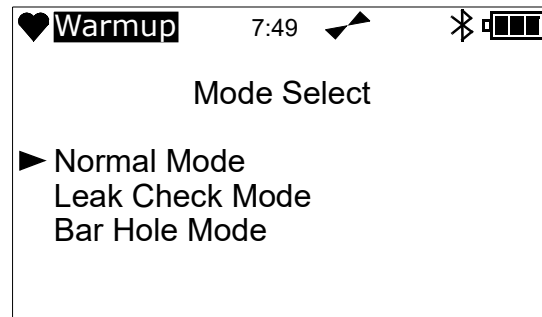 Warmup 7:49
Mode Select
Normal Mode
Leak Check Mode
Bar Hole Mode